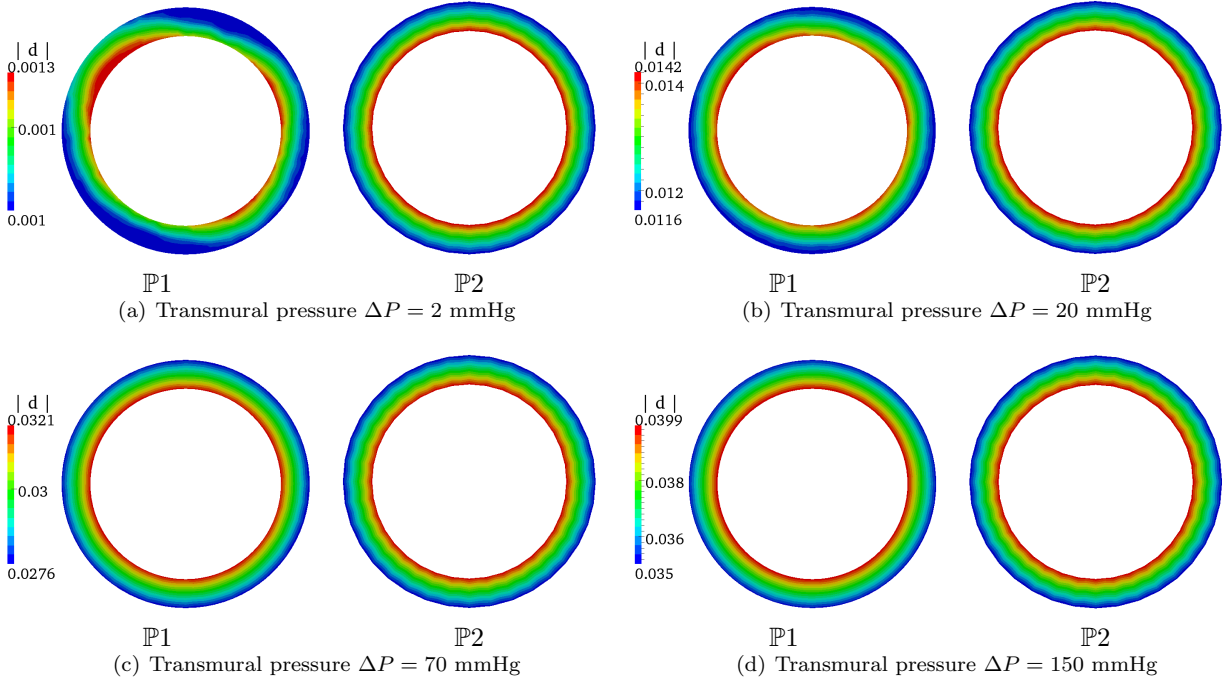 | d |
0.0013
0.001
0.001
ℙ1
ℙ2
(a) Transmural pressure ΔP = 2 mmHg
| d |
0.0142
0.014
0.012
0.0116
ℙ1
ℙ2
(b) Transmural pressure ΔP = 20 mmHg
| d |
0.0321
0.03
0.0276
ℙ1
ℙ2
(c) Transmural pressure ΔP = 70 mmHg
| d |
0.0399
0.038
0.036
0.035
ℙ1
ℙ2
(d) Transmural pressure ΔP = 150 mmHg